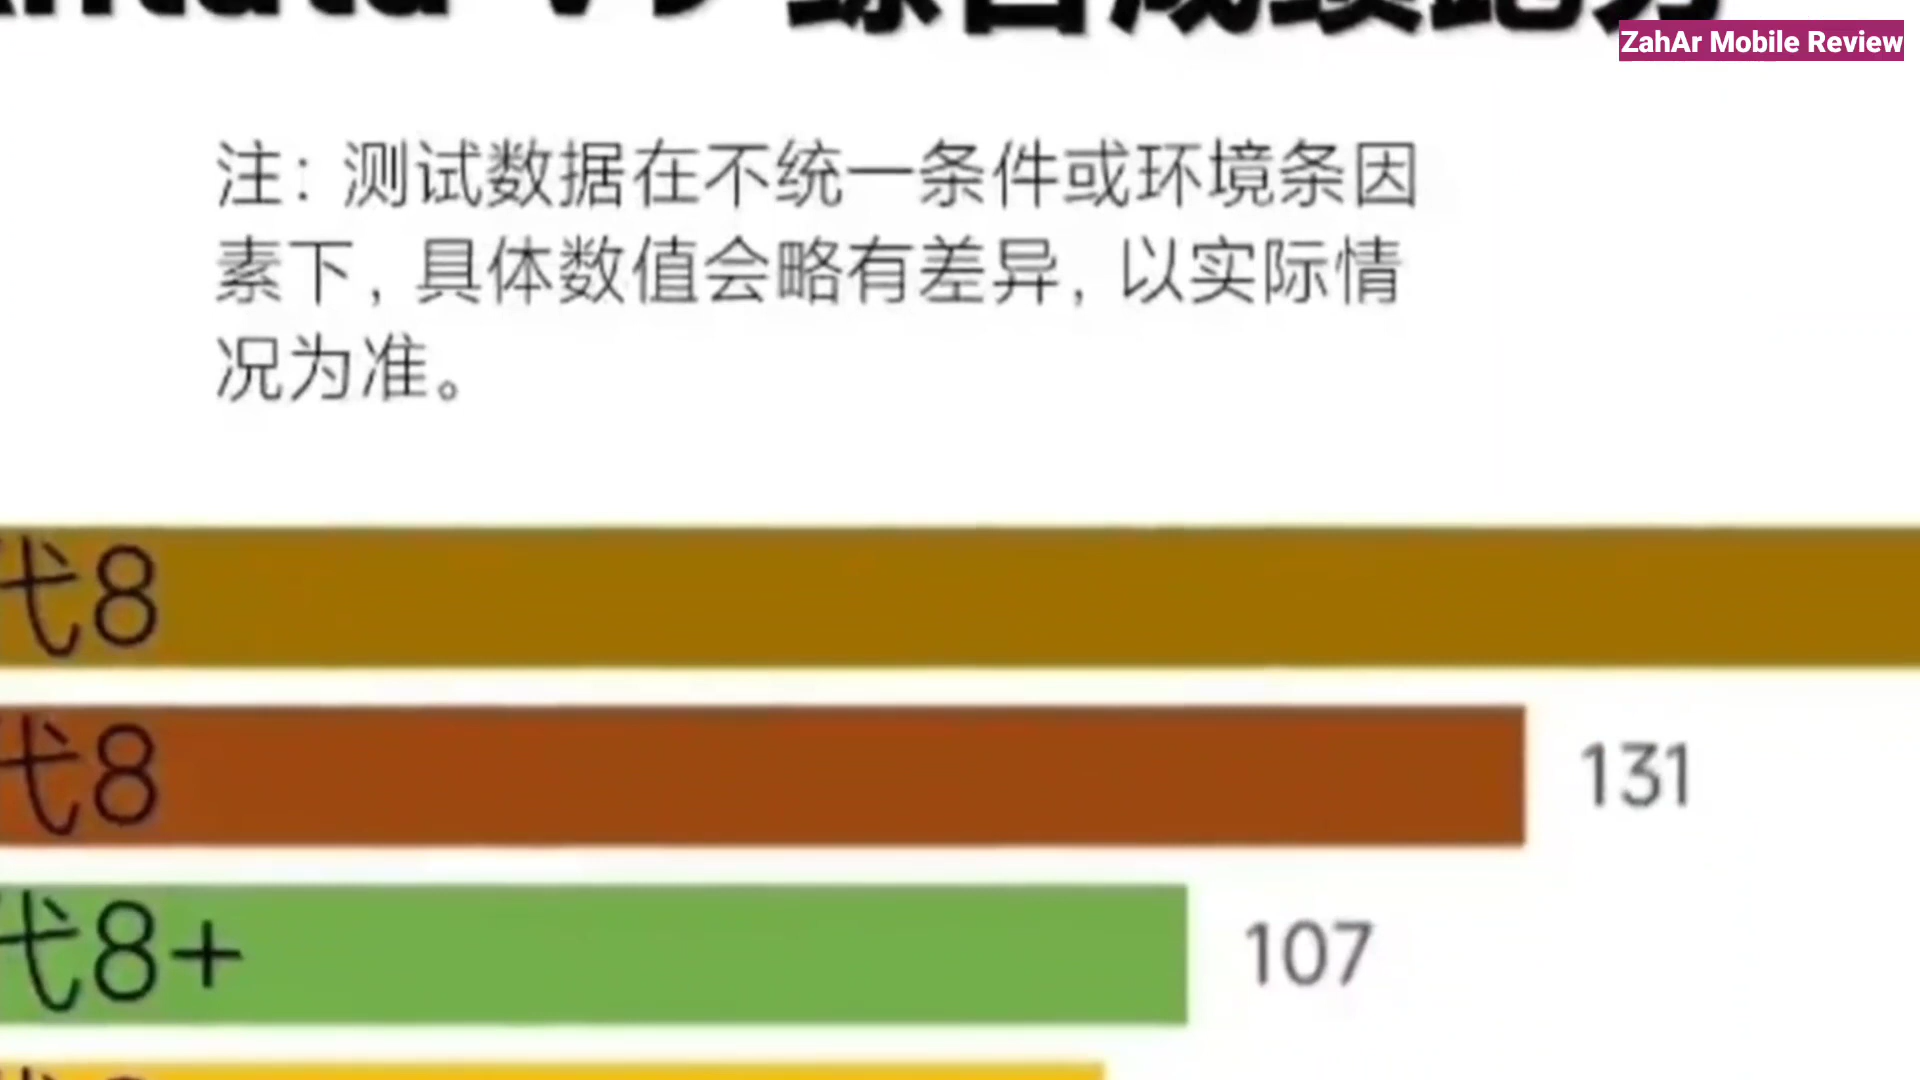 ZahAr Mobile Review
注：测试数据在不统一条件或环境条因
素下，具体数值会略有差异，以实际情
况为准。
代8
代8
131
代8+
107